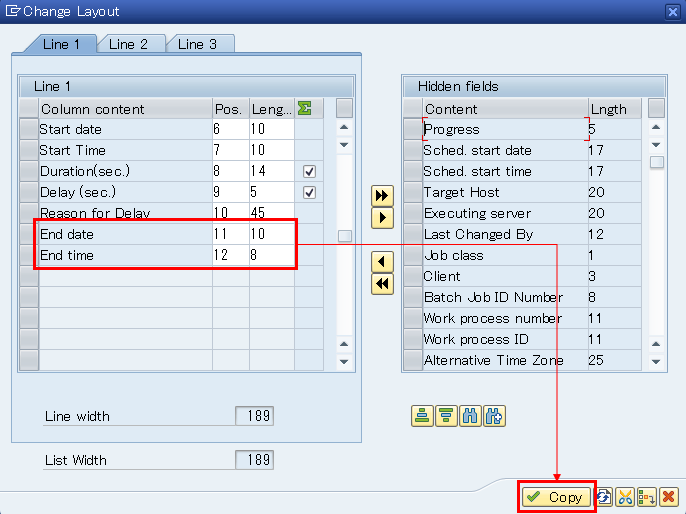 Change Layout
Line 1 Line 2 Line 3
Line 1
Column content Pos. Leng... Σ
Start date 6 10
Start Time 7 10
Duration(sec.) 8 14
Delay (sec.) 9 5
Reason for Delay 10 45
End date 11 10
End time 12 8
Line width 189
List Width 189
Hidden fields
Content Lngth
Progress 5
Sched. start date 17
Sched. start time 17
Target Host 20
Executing server 20
Last Changed By 12
Job class 1
Client 3
Batch Job ID Number 8
Work process number 11
Work process ID 11
Alternative Time Zone 25
Copy